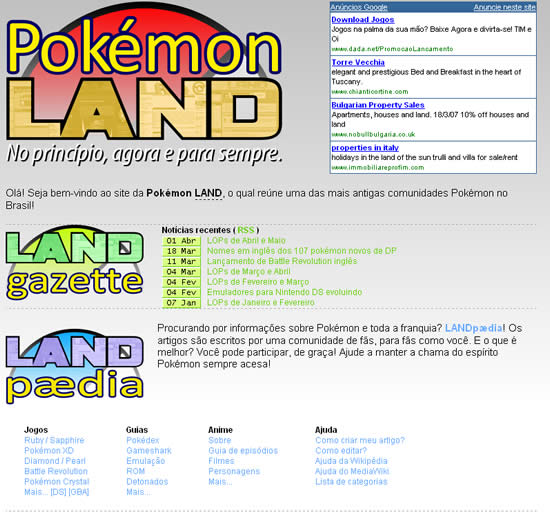 Pokémon
LAND
No princípio, agora e para sempre.
Anúncios Google
Anuncie neste site
Download Jogos
Jogos na palma da sua mão? Baixe Agora e divirta-se! TIM e
Oi
www.dada.net/PromocaoLancamento
Torre Vecchia
elegant and prestigious Bed and Breakfast in the heart of
Tuscany.
www.chianticortine.com
Bulgarian Property Sales
Apartments, houses and land. 18/3/07 10% off houses and
land
www.nobullbulgaria.co.uk
properties in italy
holidays in the land of the sun trulli and villa for sale/rent
www.immobiliareprofim.com
Olá! Seja bem-vindo ao site da Pokémon LAND, o qual reúne uma das mais antigas comunidades Pokémon no
Brasil!
LAND
gazette
Notícias recentes ( RSS )
01 Abr LOPs de Abril e Maio
18 Mar Nomes em inglês dos 107 pokémon novos de DP
11 Mar Lançamento de Battle Revolution inglês
04 Mar LOPs de Março e Abril
04 Fev LOPs de Fevereiro e Março
04 Fev Emuladores para Nintendo DS evoluindo
07 Jan LOPs de Janeiro e Fevereiro
LAND
pædia
Procurando por informações sobre Pokémon e toda a franquia? LANDpædia! Os
artigos são escritos por uma comunidade de fãs, para fãs como você. E o que é
melhor? Você pode participar, de graça! Ajude a manter a chama do espírito
Pokémon sempre acesa!
Jogos
Ruby / Sapphire
Pokémon XD
Diamond / Pearl
Battle Revolution
Pokémon Crystal
Mais... [DS] [GBA]
Guias
Pokédex
Gameshark
Emulação
ROM
Detonados
Mais...
Anime
Sobre
Guia de episódios
Filmes
Personagens
Mais...
Ajuda
Como criar meu artigo?
Como editar?
Ajuda da Wikipédia
Ajuda do MediaWiki
Lista de categorias